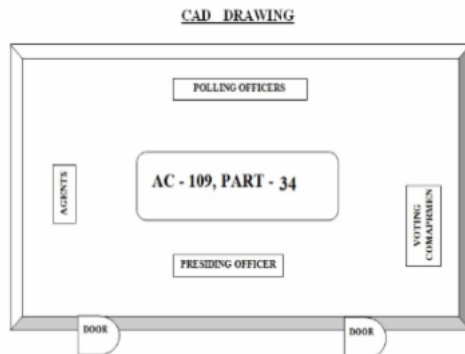 CAD DRAWING
POLLING OFFICERS
AGENTS
AC - 109, PART - 34
VOTING
COMAPRMEN
PRESIDING OFFICER
DOOR
DOOR